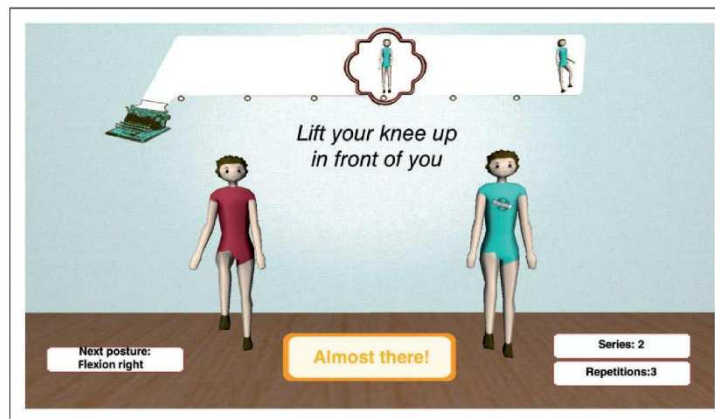 Lift your knee up
in front of you
Next posture:
Flexion right
Almost there!
Series: 2
Repetitions:3